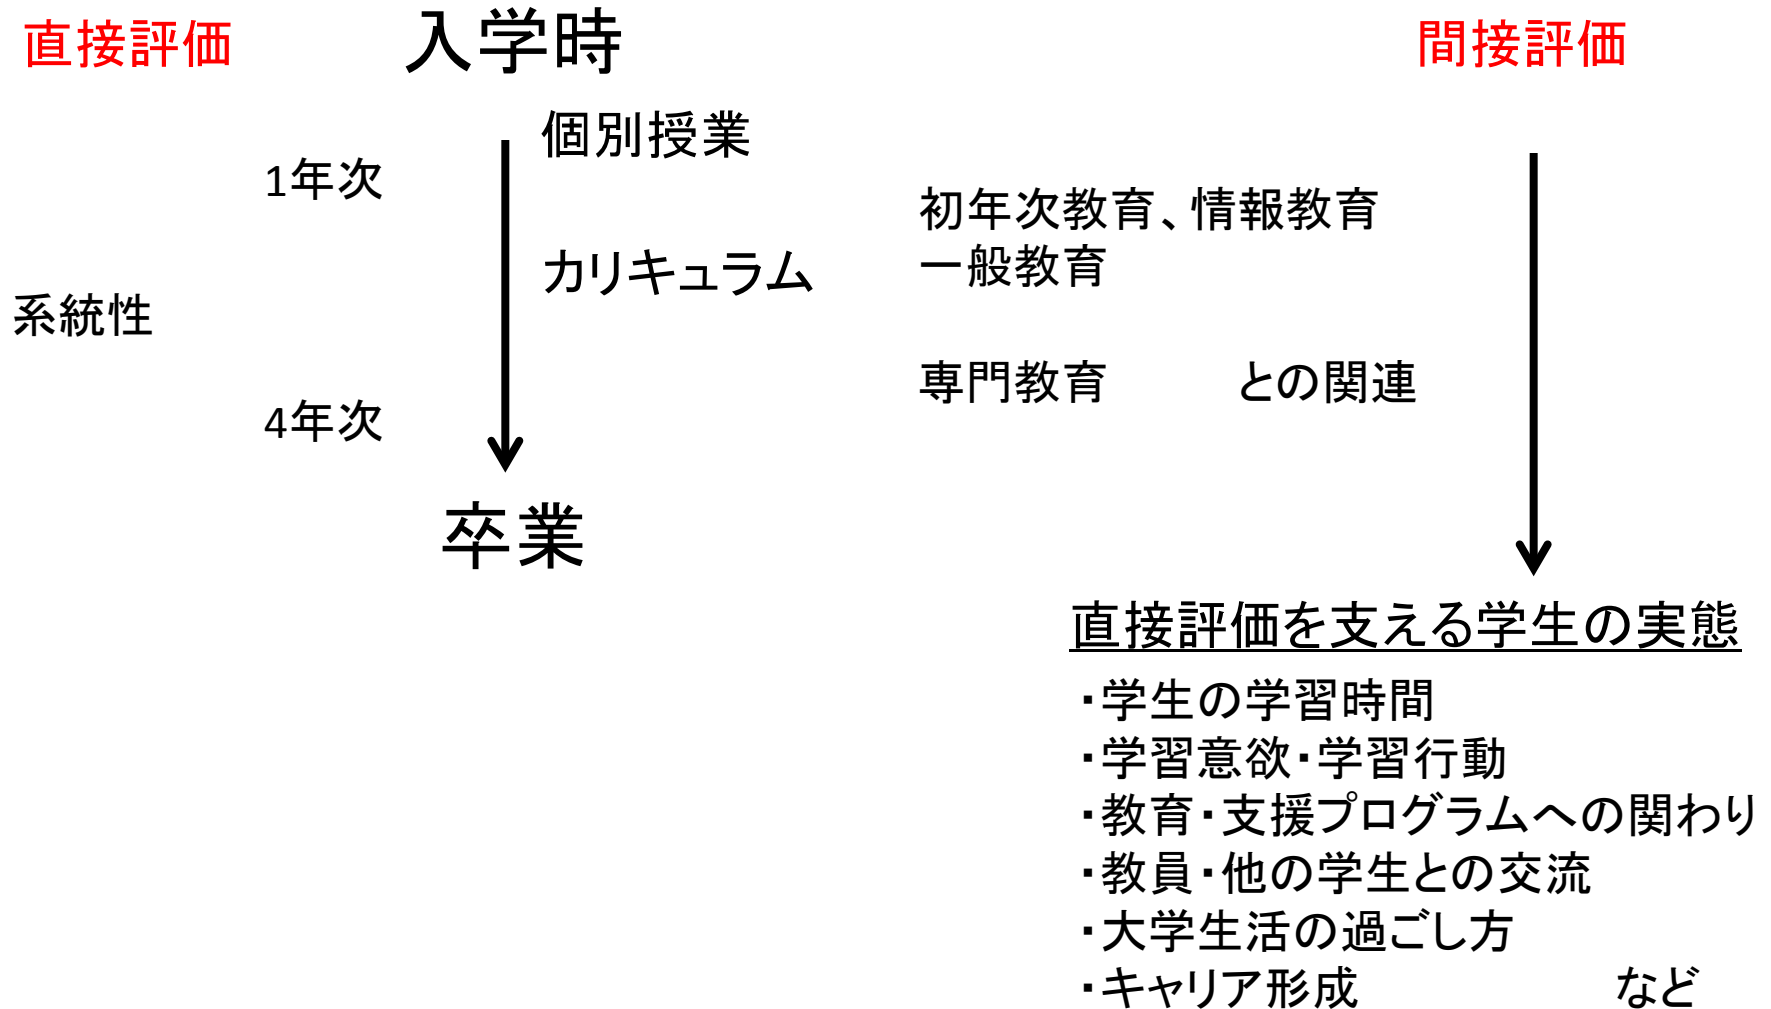 直接評価
入学時
間接評価
個別授業
1年次
初年次教育、情報教育
カリキュラム
一般教育
系統性
専門教育 との関連
4年次
卒業
直接評価を支える学生の実態
・学生の学習時間
・学習意欲・学習行動
・教育・支援プログラムへの関わり
・教員・他の学生との交流
・大学生活の過ごし方
・キャリア形成 など